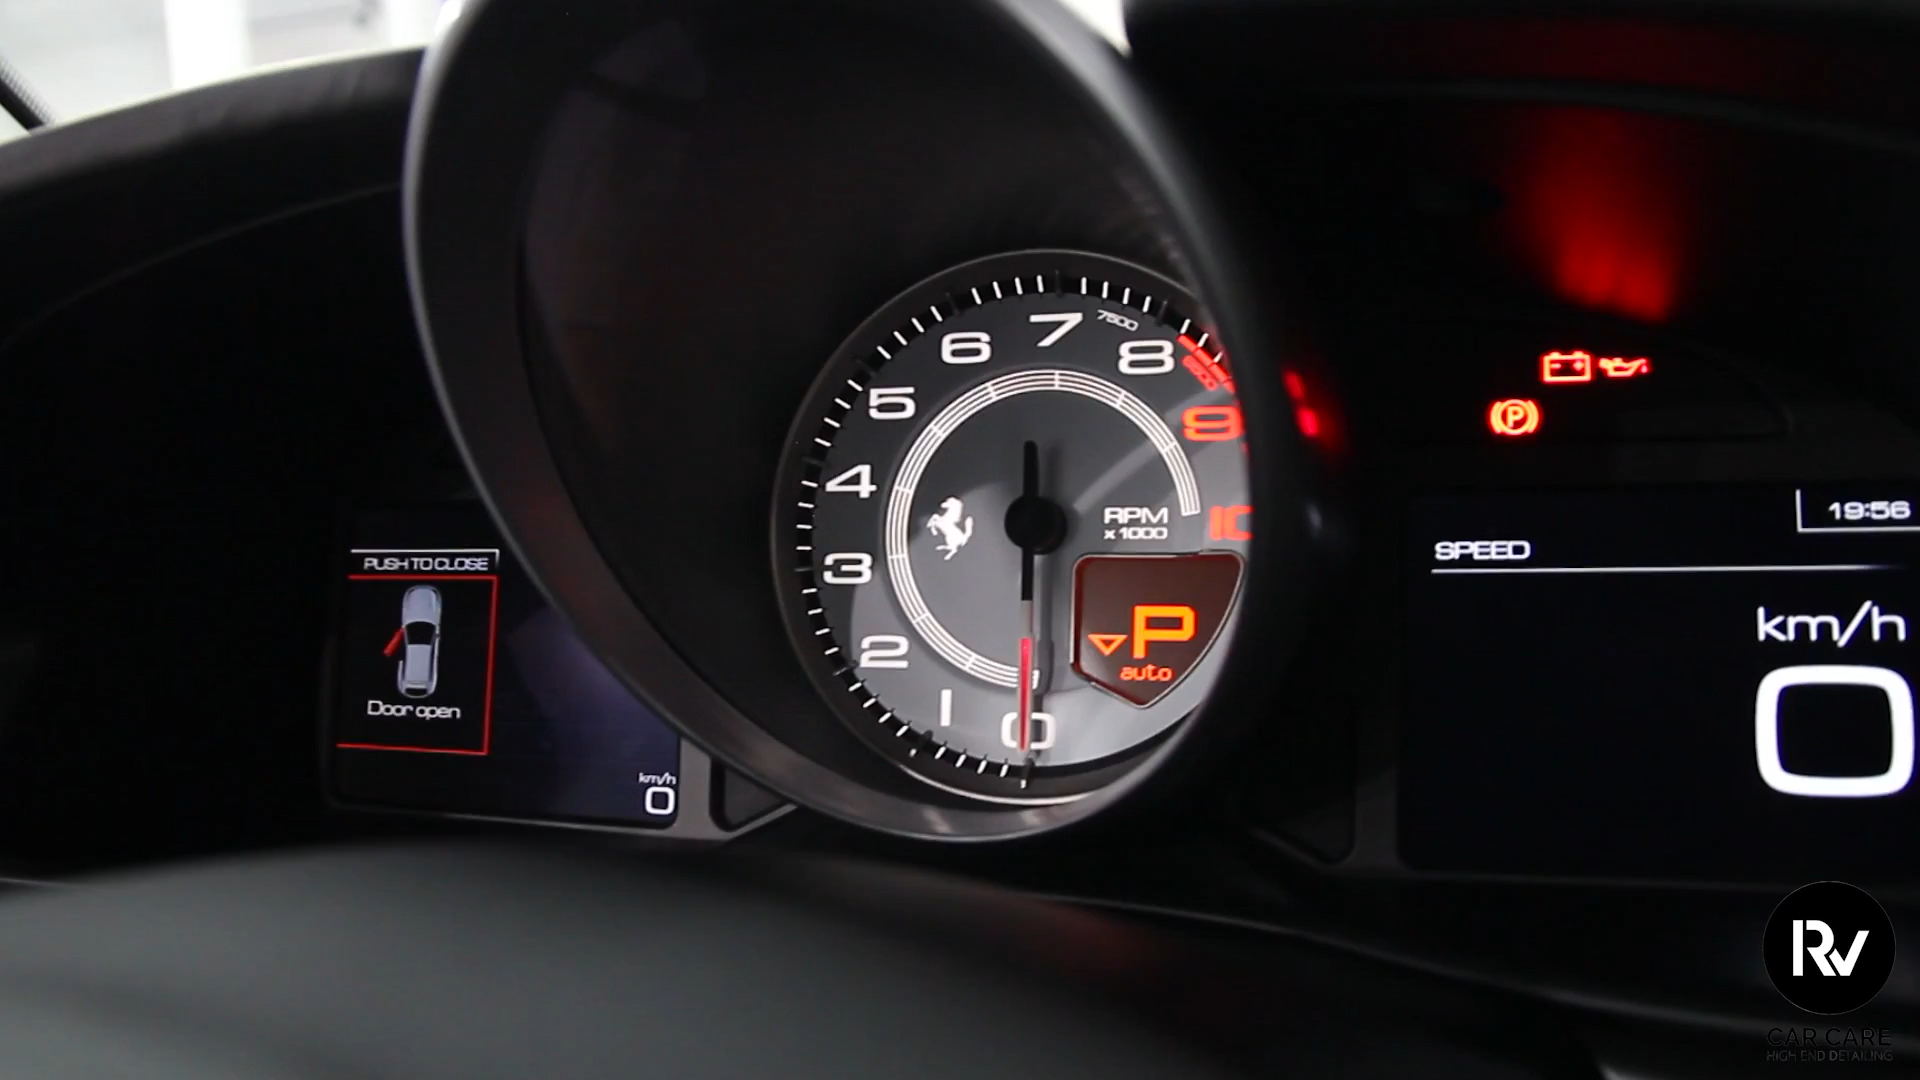 PUSH TO CLOSE
Door open
km/h
0
0
1
2
3
4
5
6
7
7500
8
9
10
RPM
x 1000
P
auto
P
19:56
SPEED
km/h
0
RV
CAR CARE
HIGH END DETAILING